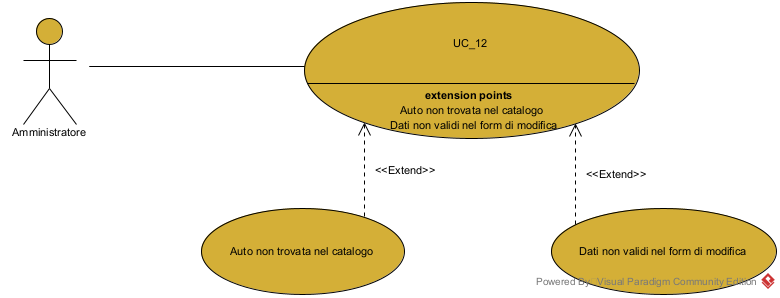 UC_12
extension points
Auto non trovata nel catalogo
Dati non validi nel form di modifica
Amministratore
<<Extend>>
<<Extend>>
Auto non trovata nel catalogo
Dati non validi nel form di modifica
Powered By: Visual Paradigm Community Edition